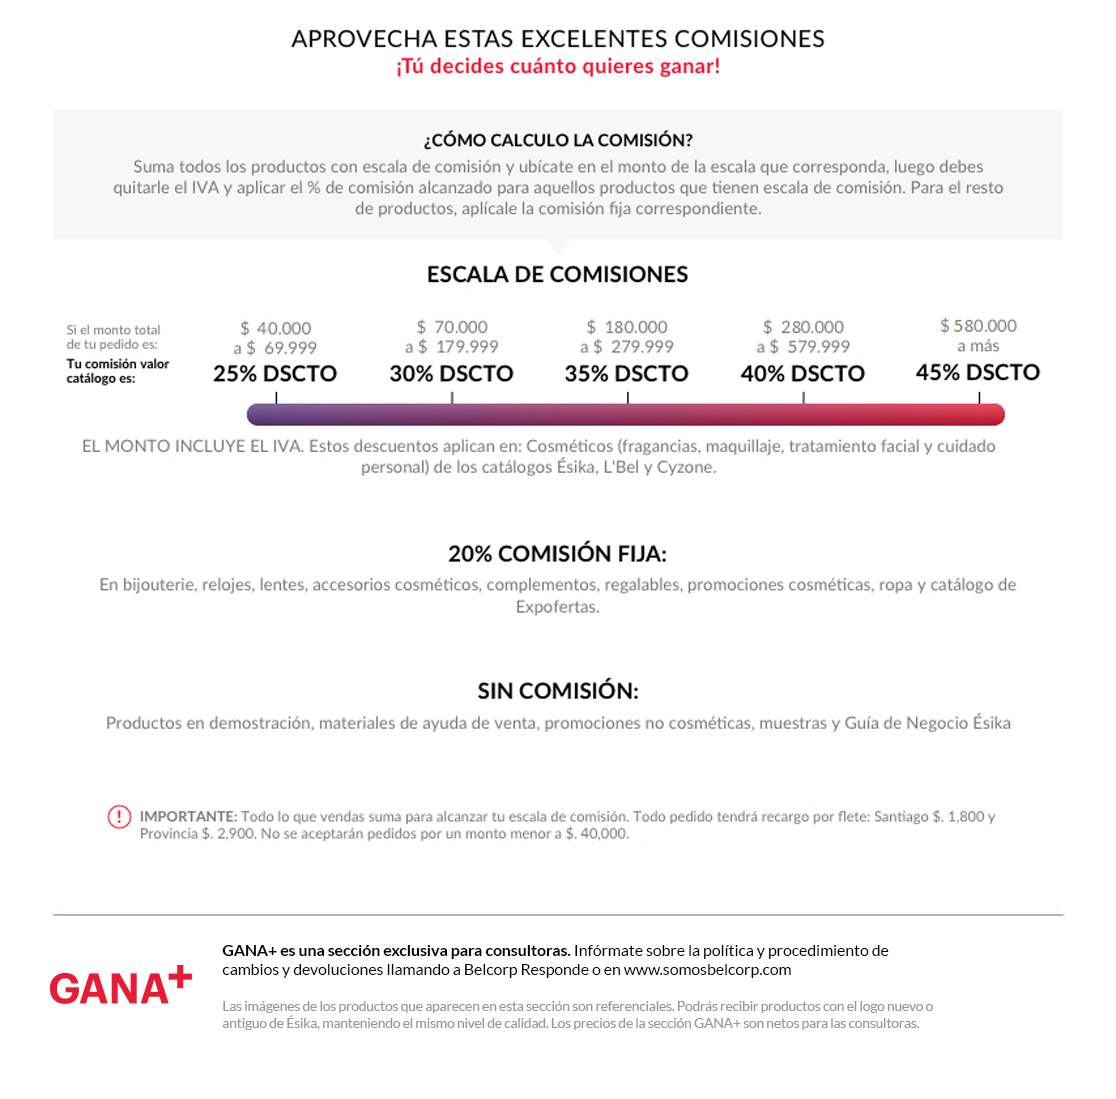 APROVECHA ESTAS EXCELENTES COMISIONES
¡Tú decides cuánto quieres ganar!
¿CÓMO CALCULO LA COMISIÓN?
Suma todos los productos con escala de comisión y ubícate en el monto de la escala que corresponda, luego debes
quitarle el IVA y aplicar el % de comisión alcanzado para aquellos productos que tienen escala de comisión. Para el resto
de productos, aplícale la comisión fija correspondiente.
ESCALA DE COMISIONES
Si el monto total
de tu pedido es:
Tu comisión valor
catálogo es:
$ 40.000
a $ 69.999
25% DSCTO
$ 70.000
a $ 179.999
30% DSCTO
$ 180.000
a $ 279.999
35% DSCTO
$ 280.000
a $ 579.999
40% DSCTO
$ 580.000
a más
45% DSCTO
EL MONTO INCLUYE EL IVA. Estos descuentos aplican en: Cosméticos (fragancias, maquillaje, tratamiento facial y cuidado
personal) de los catálogos Ésika, L'Bel y Cyzone.
20% COMISIÓN FIJA:
En bijouterie, relojes, lentes, accesorios cosméticos, complementos, regalables, promociones cosméticas, ropa y catálogo de
Expofertas.
SIN COMISIÓN:
Productos en demostración, materiales de ayuda de venta, promociones no cosméticas, muestras y Guía de Negocio Ésika
IMPORTANTE: Todo lo que vendas suma para alcanzar tu escala de comisión. Todo pedido tendrá recargo por flete: Santiago $. 1,800 y
Provincia $. 2,900. No se aceptarán pedidos por un monto menor a $. 40,000.
GANA+
GANA+ es una sección exclusiva para consultoras. Infórmate sobre la política y procedimiento de
cambios y devoluciones llamando a Belcorp Responde o en www.somosbelcorp.com
Las imágenes de los productos que aparecen en esta sección son referenciales. Podrás recibir productos con el logo nuevo o
antiguo de Ésika, manteniendo el mismo nivel de calidad. Los precios de la sección GANA+ son netos para las consultoras.